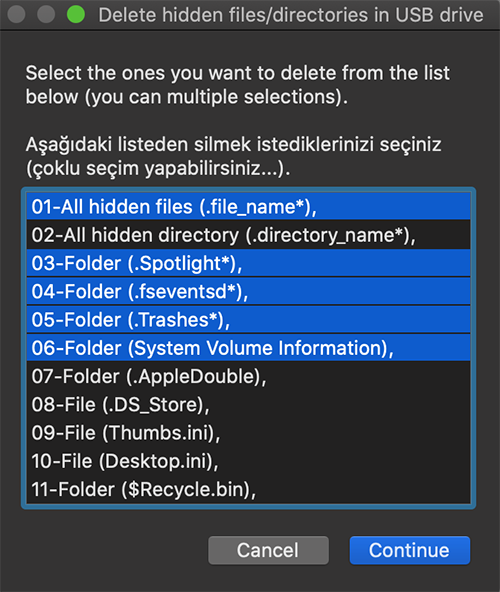 Delete hidden files/directories in USB drive
Select the ones you want to delete from the list
below (you can multiple selections).
Aşağıdaki listeden silmek istediklerinizi seçiniz
(çoklu seçim yapabilirsiniz...).
01-All hidden files (.file_name*),
02-All hidden directory (.directory_name*),
03-Folder (.Spotlight*),
04-Folder (.fseventsd*),
05-Folder (.Trashes*),
06-Folder (System Volume Information),
07-Folder (.AppleDouble),
08-File (.DS_Store),
09-File (Thumbs.ini),
10-File (Desktop.ini),
11-Folder ($Recycle.bin),
Cancel
Continue